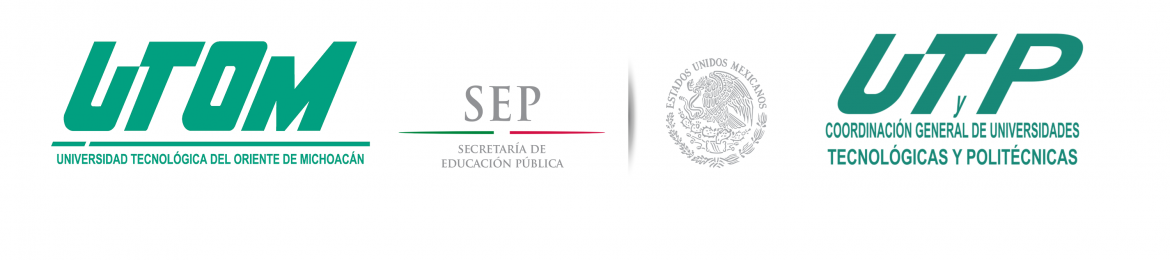 UTOM
UNIVERSIDAD TECNOLÓGICA DEL ORIENTE DE MICHOACÁN
SEP
SECRETARÍA DE
EDUCACIÓN PÚBLICA
ESTADOS UNIDOS MEXICANOS
UTyP
COORDINACIÓN GENERAL DE UNIVERSIDADES
TECNOLÓGICAS Y POLITÉCNICAS